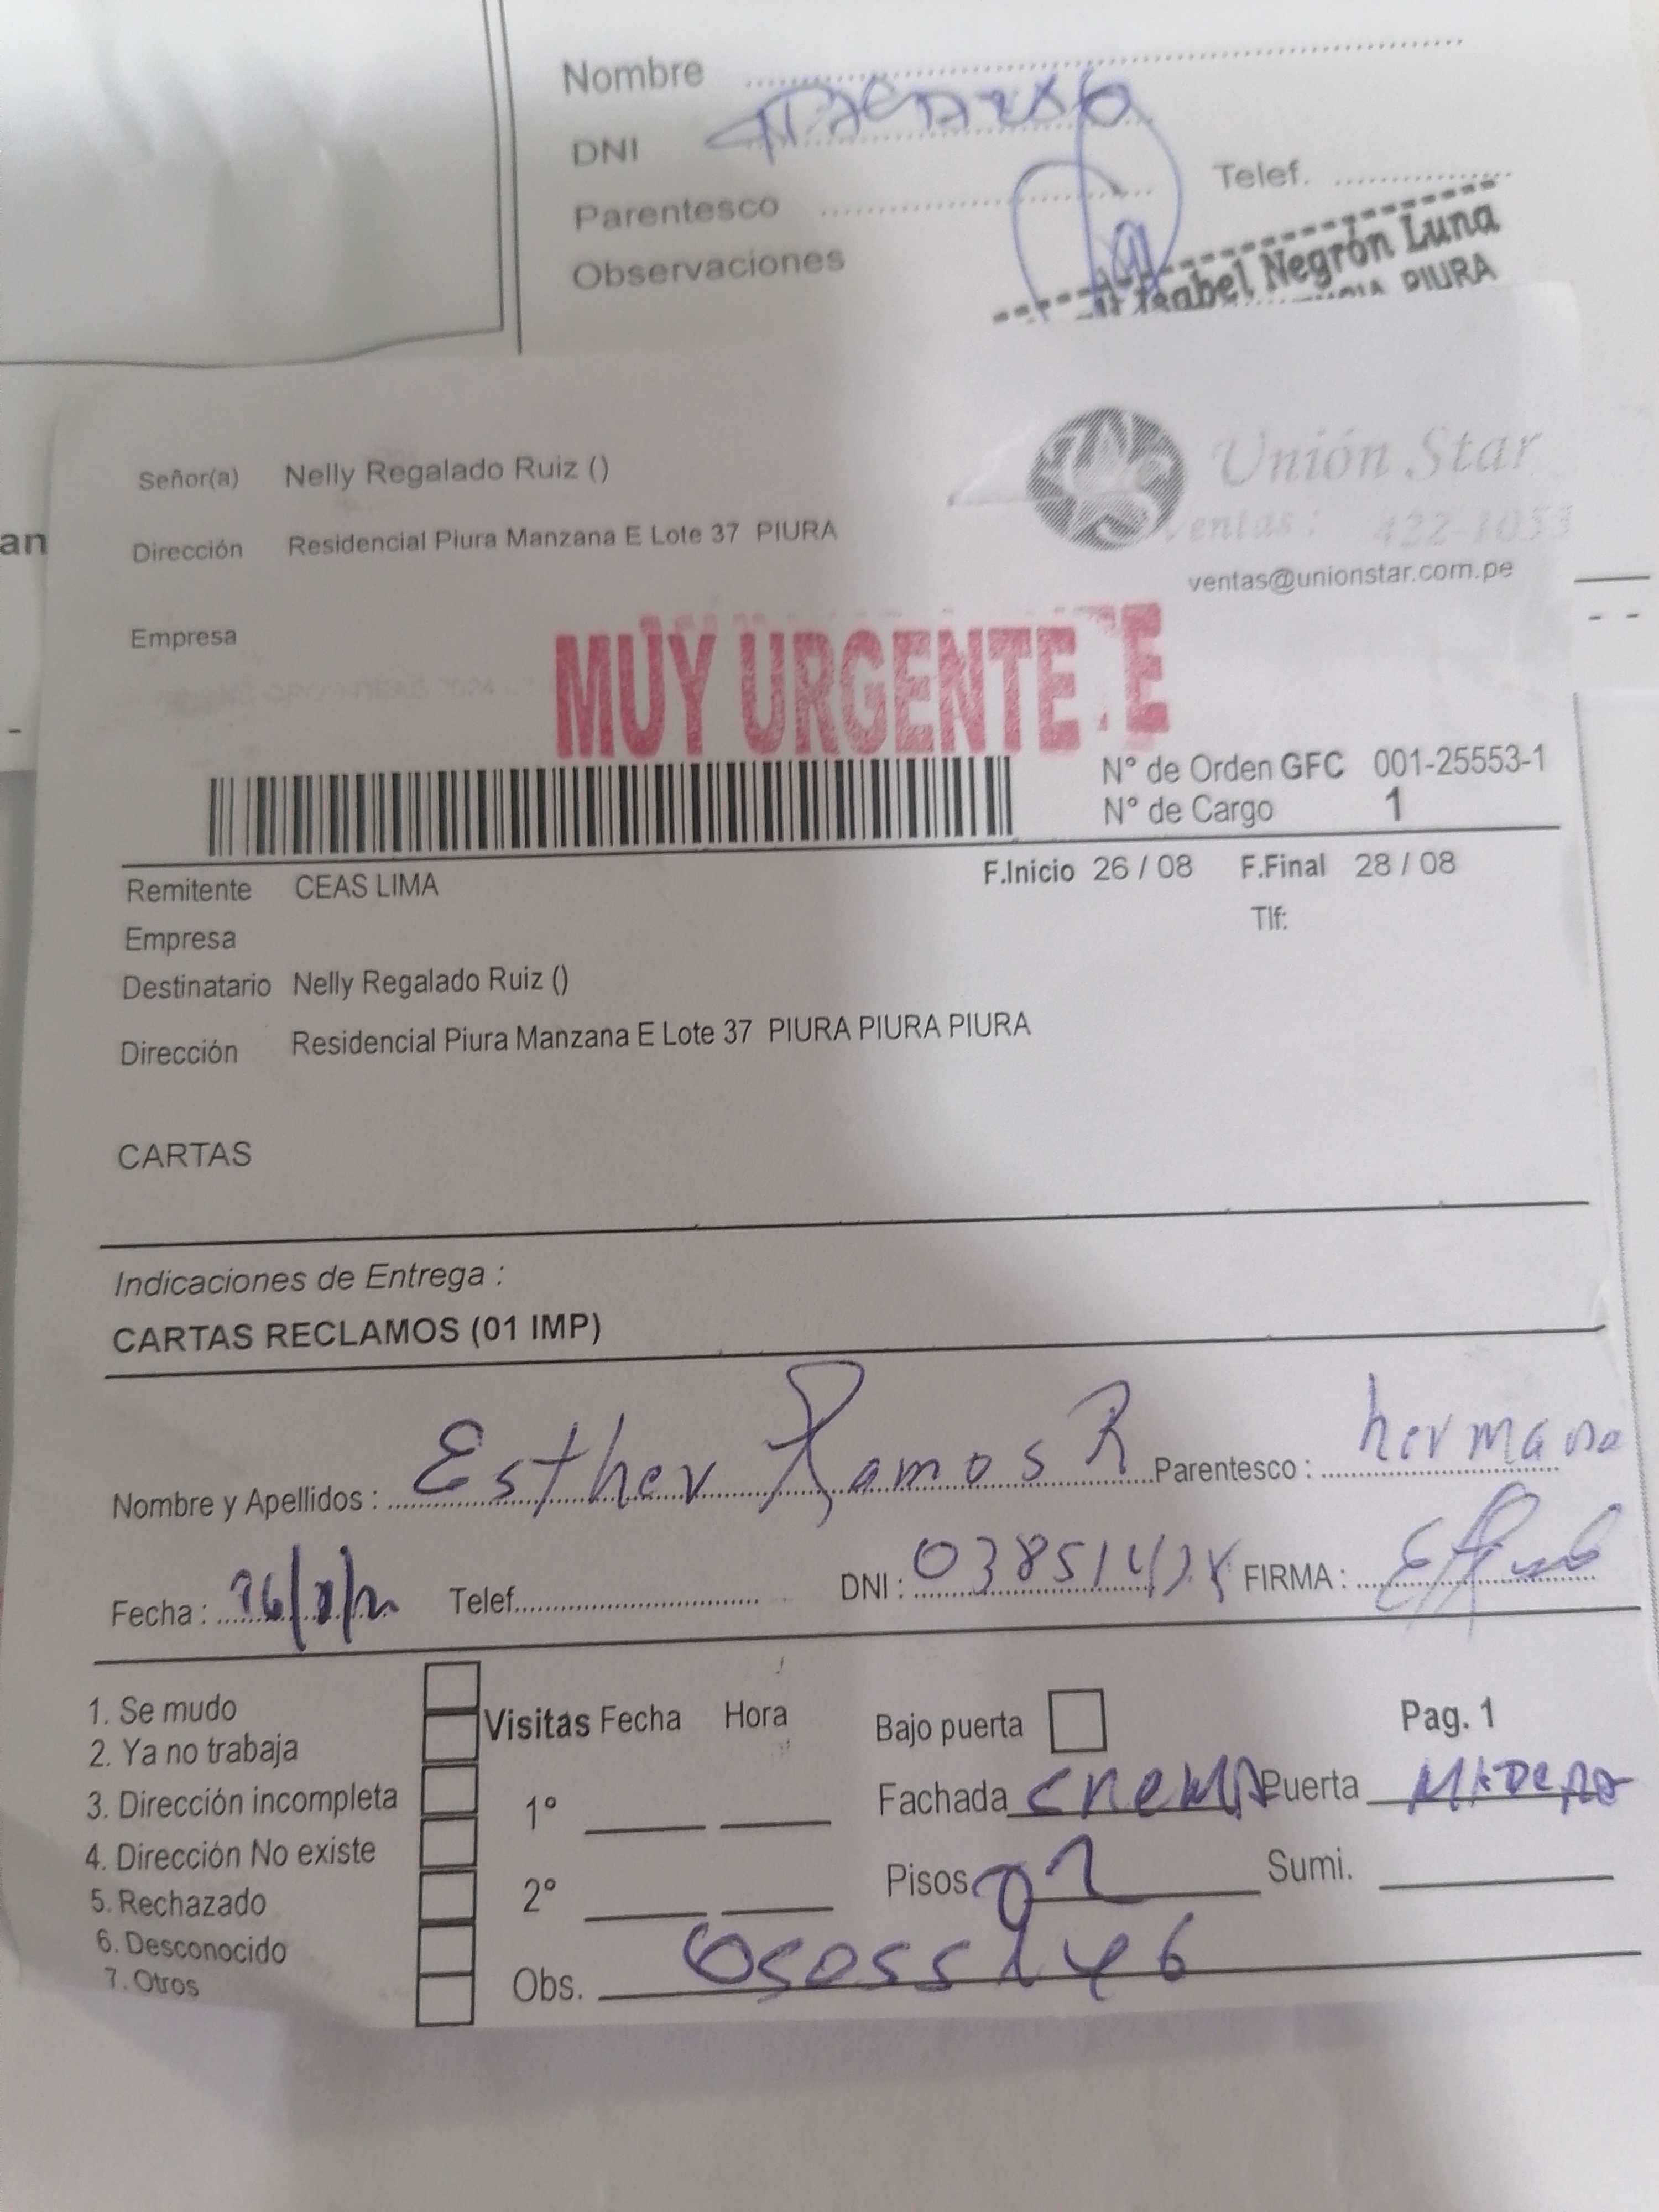 Nombre
DNI
Parentesco Telef.
Observaciones
Isabel Negrón Luna
PIURA
an
Señor(a) Nelly Regalado Ruiz ()
Unión Star
Dirección Residencial Piura Manzana E Lote 37 PIURA
Ventas: 422-1053
ventas@unionstar.com.pe
Empresa
MUY URGENTE E
N° de Orden GFC 001-25553-1
N° de Cargo 1
Remitente CEAS LIMA F.Inicio 26 / 08 F.Final 28 / 08
Empresa Tlf:
Destinatario Nelly Regalado Ruiz ()
Dirección Residencial Piura Manzana E Lote 37 PIURA PIURA PIURA
CARTAS
Indicaciones de Entrega :
CARTAS RECLAMOS (01 IMP)
Nombre y Apellidos : Esther Ramos R Parentesco : hermana
Fecha : Telef. DNI : FIRMA :
1. Se mudo
2. Ya no trabaja
3. Dirección incompleta
4. Dirección No existe
5. Rechazado
6. Desconocido
7. Otros
Visitas Fecha Hora
1°
2°
Bajo puerta Pag. 1
Fachada CREMA Puerta MADERA
Pisos 02 Sumi.
Obs.